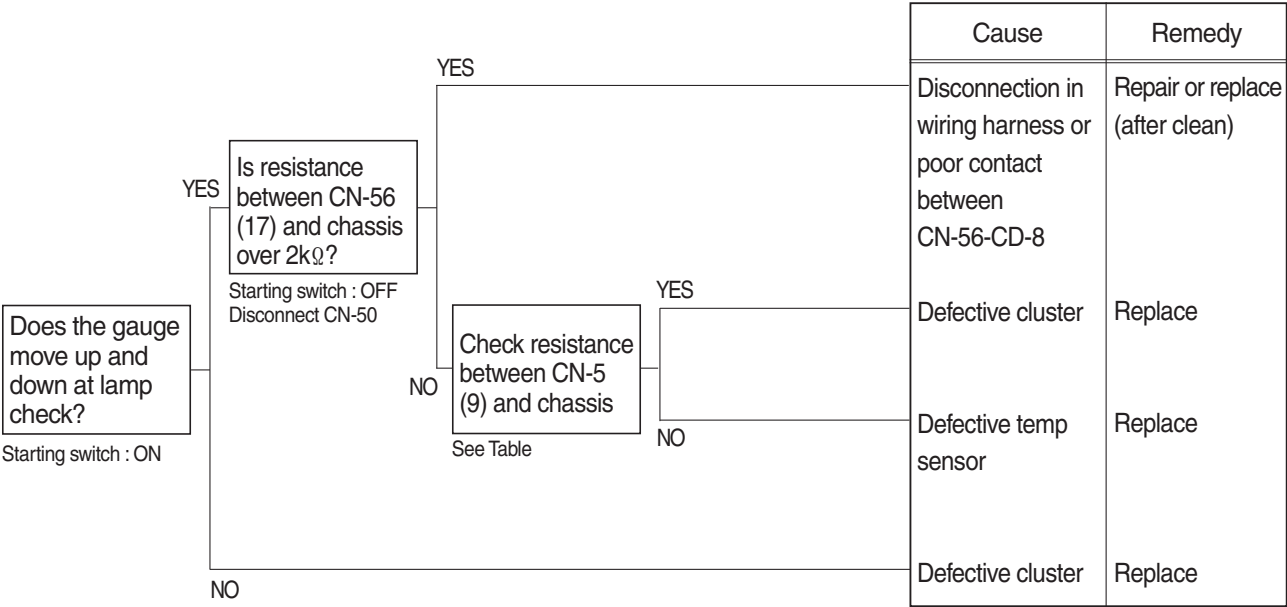 Does the gauge
move up and
down at lamp
check?
Starting switch : ON
YES
NO
Is resistance
between CN-56
(17) and chassis
over 2kΩ?
Starting switch : OFF
Disconnect CN-50
YES
NO
Check resistance
between CN-5
(9) and chassis
See Table
YES
NO
Cause Remedy
Disconnection in Repair or replace
wiring harness or (after clean)
poor contact
between
CN-56-CD-8
Defective cluster Replace
Defective temp Replace
sensor
Defective cluster Replace